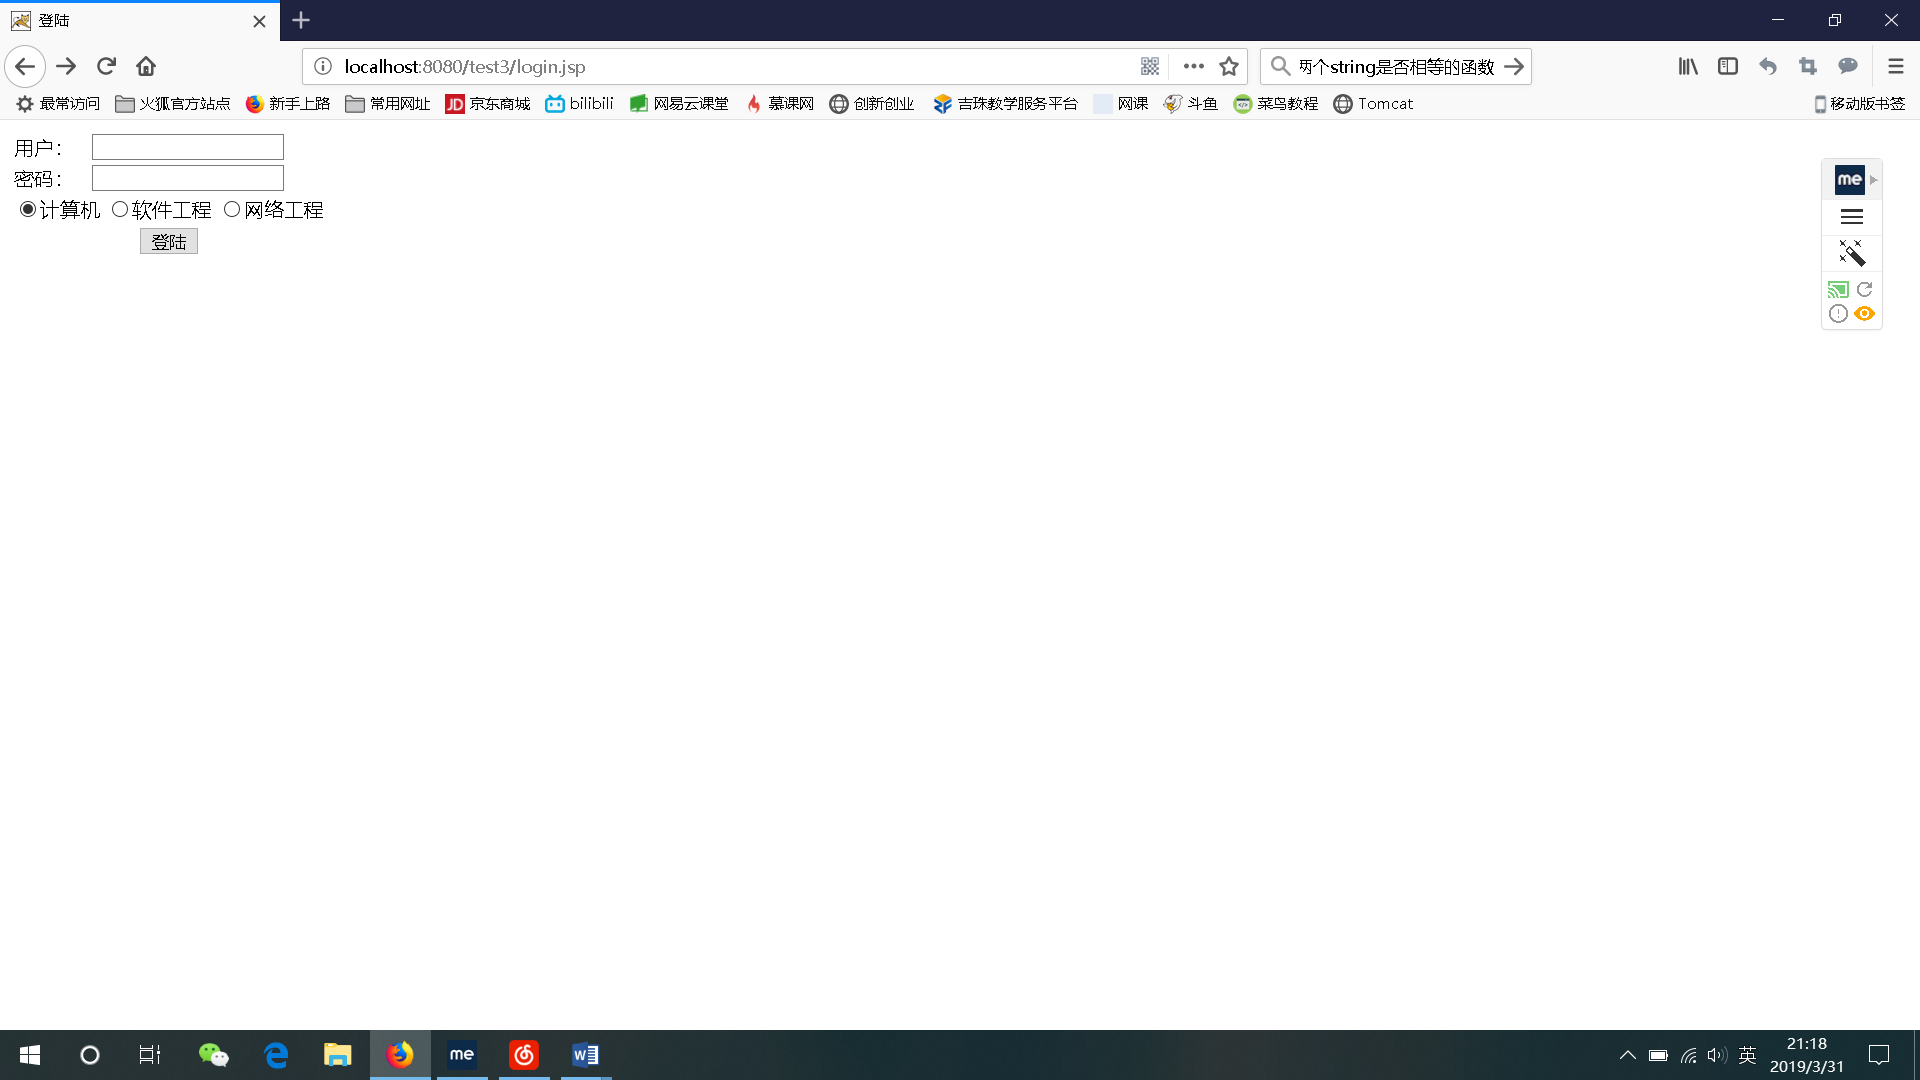 登陆
localhost:8080/test3/login.jsp
两个string是否相等的函数
最常访问 火狐官方站点 新手上路 常用网址 JD 京东商城 bilibili 网易云课堂 慕课网 创新创业 吉珠教学服务平台 网课 斗鱼 菜鸟教程 Tomcat 移动版书签
用户：
密码：
计算机 软件工程 网络工程
登陆
me
me
W
英
21:18
2019/3/31